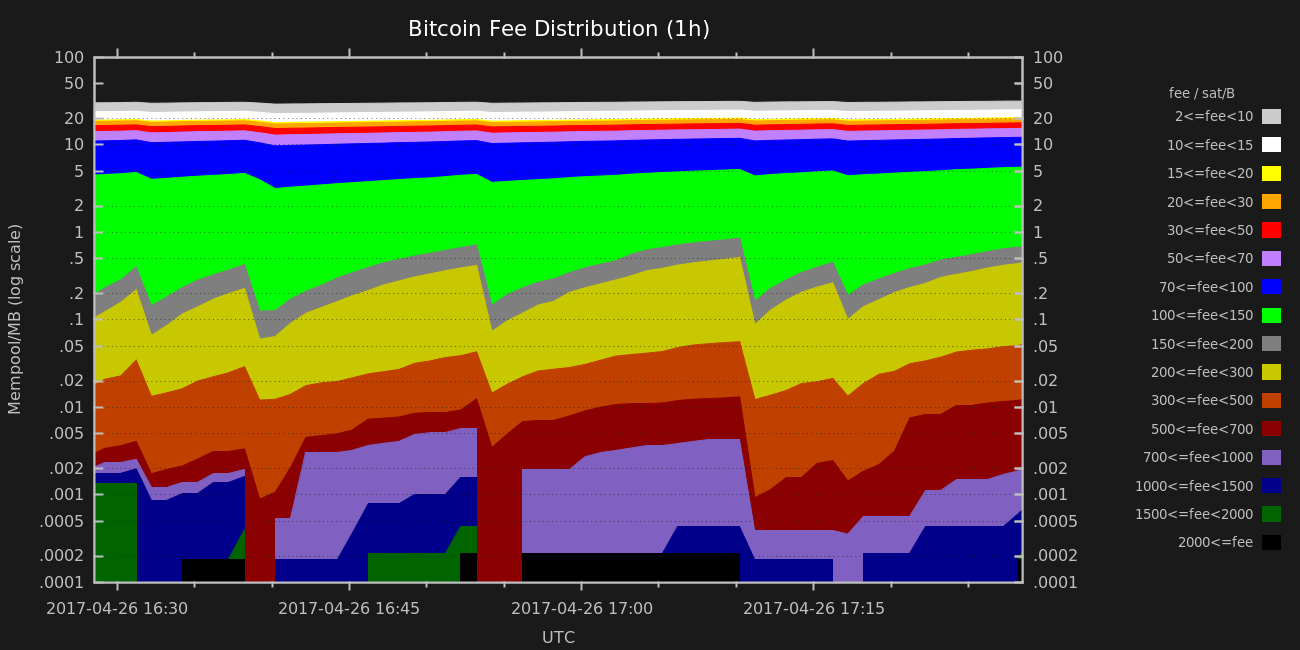 Bitcoin Fee Distribution (1h)
Mempool/MB (log scale)
100
50
20
10
5
2
1
.5
.2
.1
.05
.02
.01
.005
.002
.001
.0005
.0002
.0001
100
50
20
10
5
2
1
.5
.2
.1
.05
.02
.01
.005
.002
.001
.0005
.0002
.0001
2017-04-26 16:30
2017-04-26 16:45
2017-04-26 17:00
2017-04-26 17:15
UTC
fee / sat/B
2<=fee<10
10<=fee<15
15<=fee<20
20<=fee<30
30<=fee<50
50<=fee<70
70<=fee<100
100<=fee<150
150<=fee<200
200<=fee<300
300<=fee<500
500<=fee<700
700<=fee<1000
1000<=fee<1500
1500<=fee<2000
2000<=fee